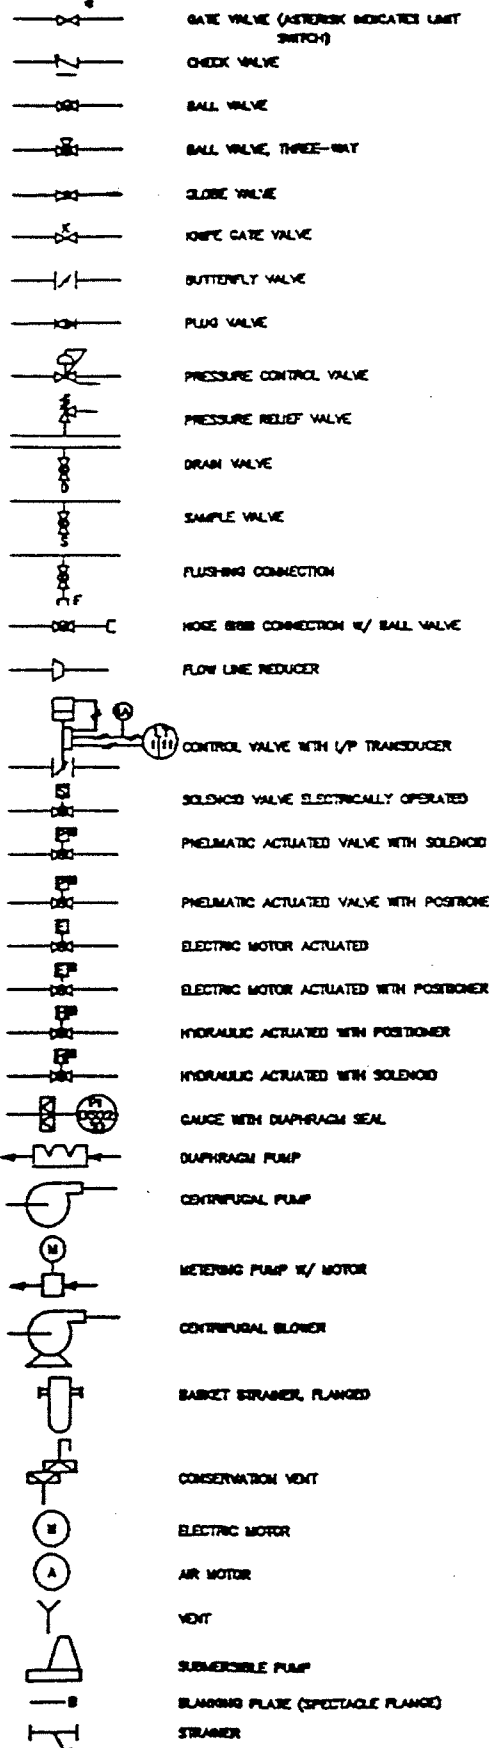 *
GATE VALVE (ASTERISK INDICATES LIMIT
SWITCH)
CHECK VALVE
BALL VALVE
BALL VALVE, THREE-WAY
GLOBE VALVE
K
KNIFE GATE VALVE
BUTTERFLY VALVE
PLUG VALVE
PRESSURE CONTROL VALVE
PRESSURE RELIEF VALVE
DRAIN VALVE
D
SAMPLE VALVE
S
FLUSHING CONNECTION
F
HOSE BIBB CONNECTION W/ BALL VALVE
FLOW LINE REDUCER
CONTROL VALVE WITH I/P TRANSDUCER
SOLENOID VALVE ELECTRICALLY OPERATED
PNEUMATIC ACTUATED VALVE WITH SOLENOID
PNEUMATIC ACTUATED VALVE WITH POSITIONE
ELECTRIC MOTOR ACTUATED
ELECTRIC MOTOR ACTUATED WITH POSITIONER
HYDRAULIC ACTUATED WITH POSITIONER
HYDRAULIC ACTUATED WITH SOLENOID
PI
GAUGE WITH DIAPHRAGM SEAL
DIAPHRAGM PUMP
CENTRIFUGAL PUMP
M
METERING PUMP W/ MOTOR
CENTRIFUGAL BLOWER
BASKET STRAINER, FLANGED
CONSERVATION VENT
M
ELECTRIC MOTOR
A
AIR MOTOR
VENT
SUBMERSIBLE PUMP
BLANKING PLATE (SPECTACLE FLANGE)
STRAINER